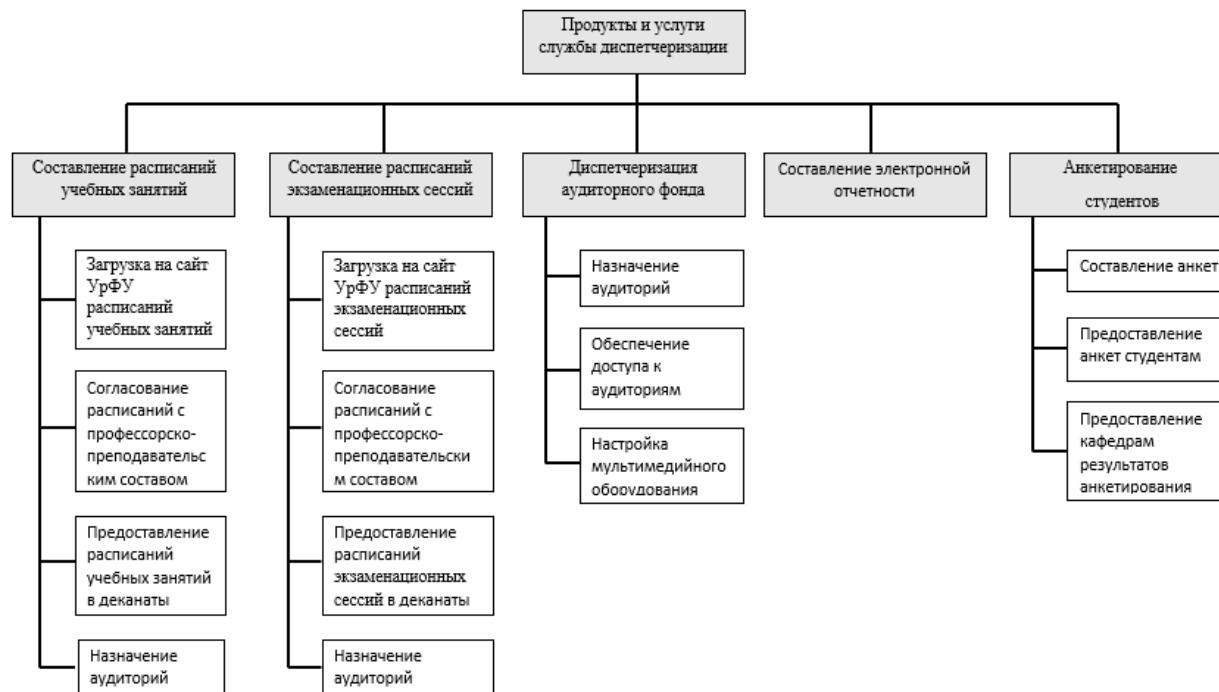 Продукты и услуги
службы диспетчеризации
Составление расписаний
учебных занятий
Составление расписаний
экзаменационных сессий
Диспетчеризация
аудиторного фонда
Составление электронной
отчетности
Анкетирование
студентов
Загрузка на сайт
УрФУ
расписаний
учебных занятий
Согласование
расписаний с
профессорско-
преподавательс
ким составом
Предоставление
расписаний
учебных занятий
в деканаты
Назначение
аудиторий
Загрузка на сайт
УрФУ расписаний
экзаменационных
сессий
Согласование
расписаний с
профессорско-
преподавательски
м составом
Предоставление
расписаний
экзаменационных
сессий в деканаты
Назначение
аудиторий
Назначение
аудиторий
Обеспечение
доступа к
аудиториям
Настройка
мультимедийного
оборудования
Составление анкет
Предоставление
анкет студентам
Предоставление
кафедрам
результатов
анкетирования